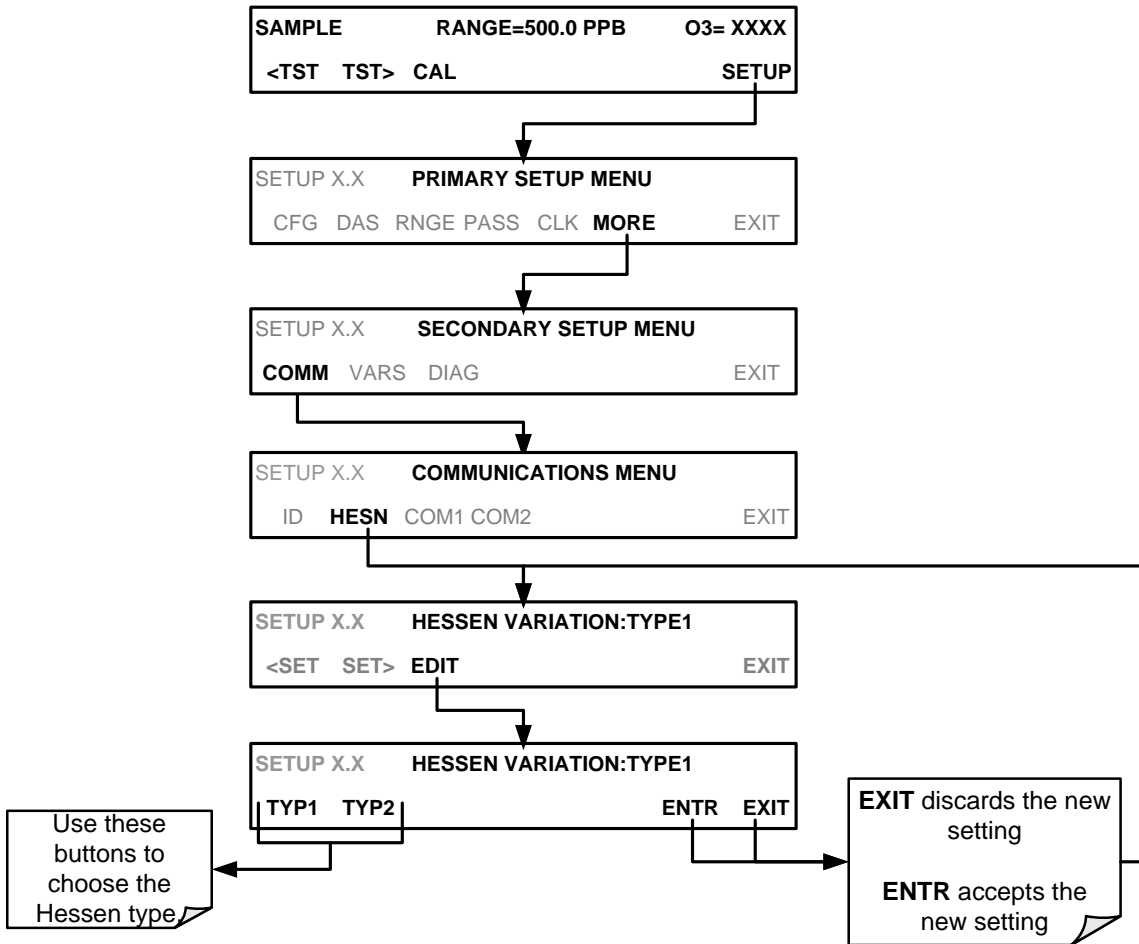 SAMPLE RANGE=500.0 PPB O3= XXXX
<TST TST> CAL SETUP
SETUP X.X PRIMARY SETUP MENU
CFG DAS RNGE PASS CLK MORE EXIT
SETUP X.X SECONDARY SETUP MENU
COMM VARS DIAG EXIT
SETUP X.X COMMUNICATIONS MENU
ID HESN COM1 COM2 EXIT
SETUP X.X HESSEN VARIATION:TYPE1
<SET SET> EDIT EXIT
SETUP X.X HESSEN VARIATION:TYPE1
TYP1 TYP2 ENTR EXIT
Use these
buttons to
choose the
Hessen type.
EXIT discards the new
setting
ENTR accepts the
new setting